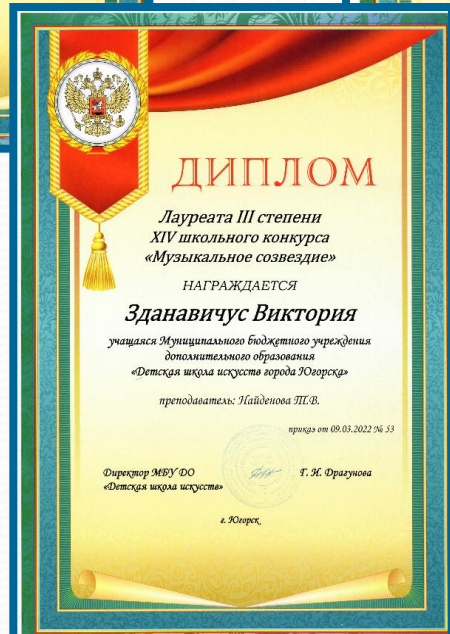 ДИПЛОМ
Лауреата III степени
XIV школьного конкурса
«Музыкальное созвездие»
НАГРАЖДАЕТСЯ
Зданавичус Виктория
учащаяся Муниципального бюджетного учреждения
дополнительного образования
«Детская школа искусств города Югорска»
преподаватель: Найденова Т.В.
приказ от 09.03.2022 № 53
Директор МБУ ДО
«Детская школа искусств»
Г. И. Драгунова
г. Югорск